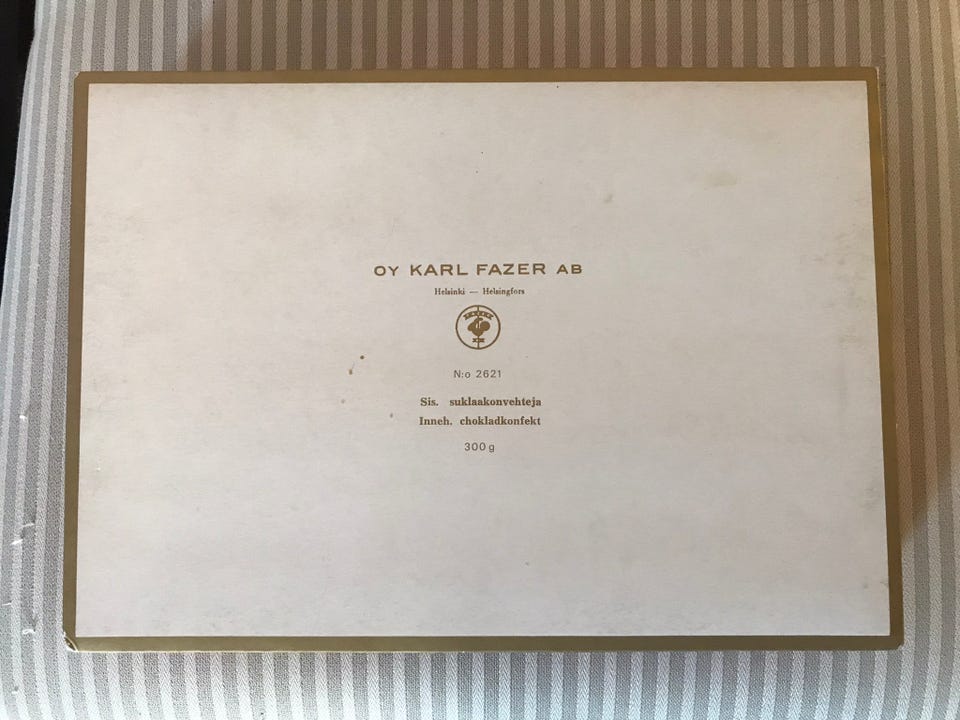 OY KARL FAZER AB
Helsinki — Helsingfors
N:o 2621
Sis. suklaakonvehteja
Inneh. chokladkonfekt
300 g